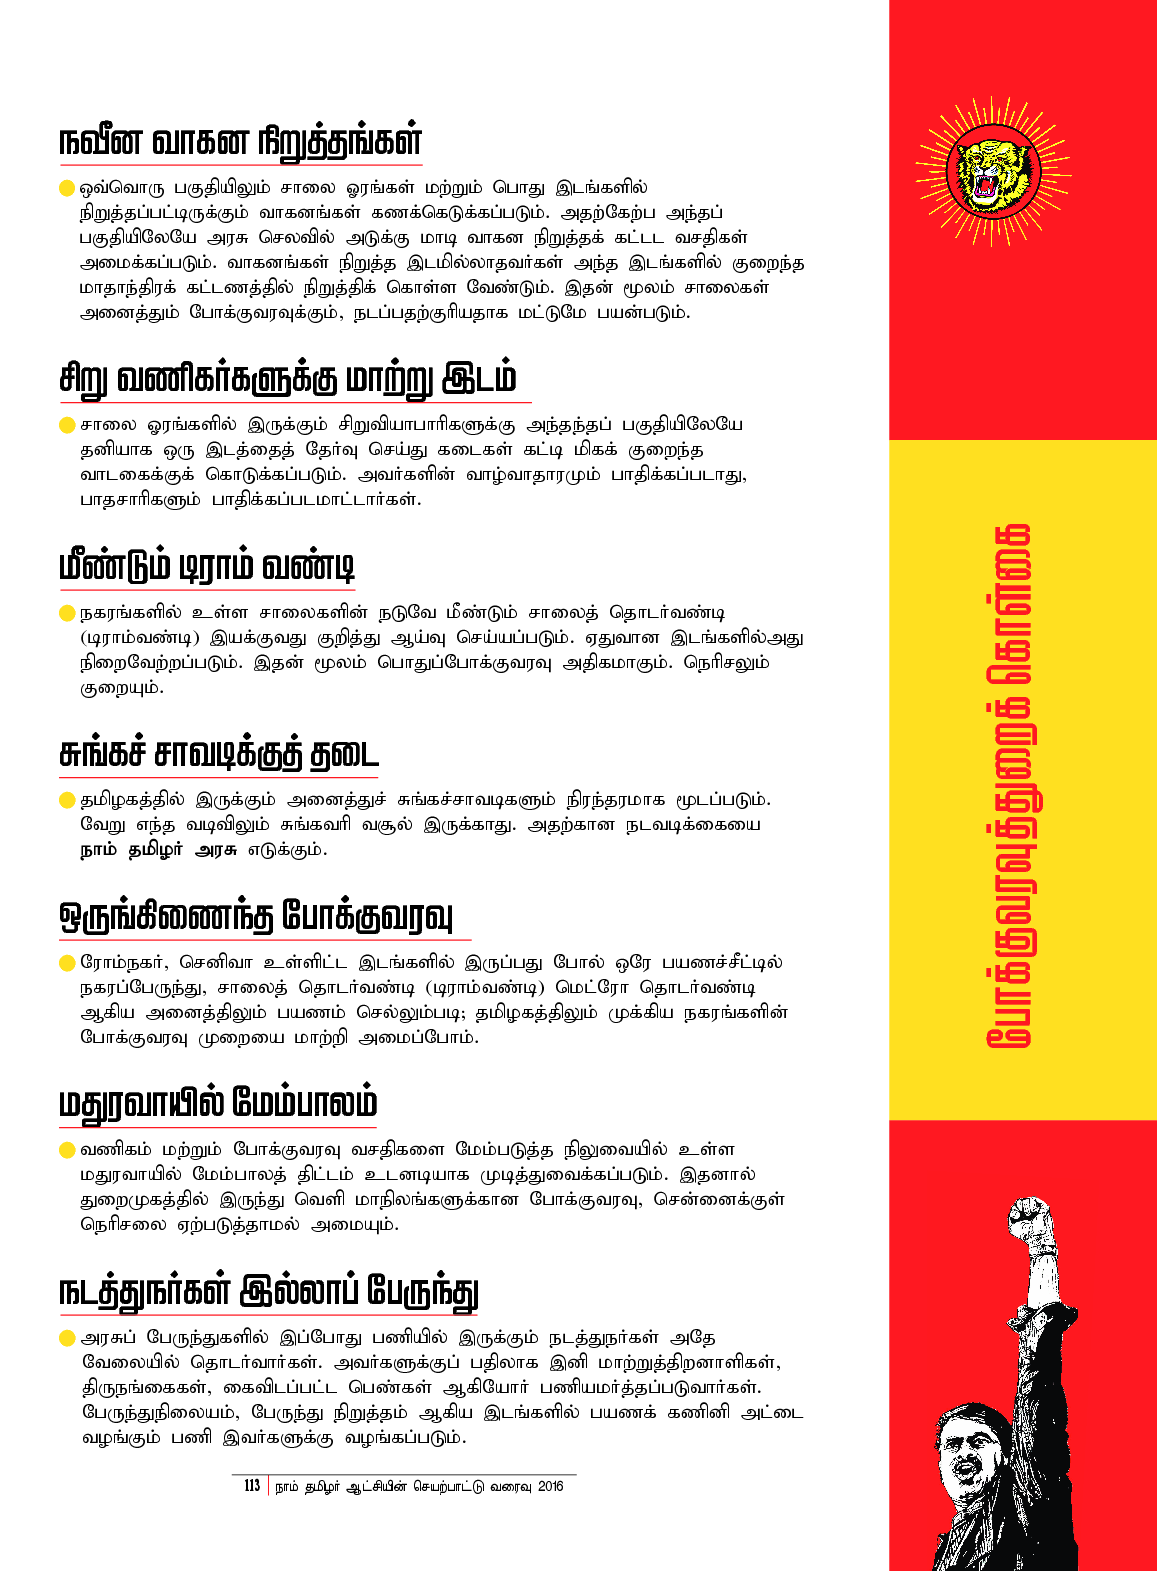 நவீன வாகன நிறுத்தங்கள்
ஒவ்வொரு பகுதியிலும் சாலை ஓரங்கள் மற்றும் பொது இடங்களில்
நிறுத்தப்பட்டிருக்கும் வாகனங்கள் கணக்கெடுக்கப்படும். அதற்கேற்ப அந்தப்
பகுதியிலேயே அரசு செலவில் அடுக்கு மாடி வாகன நிறுத்தக் கட்டட வசதிகள்
அமைக்கப்படும். வாகனங்கள் நிறுத்த இடமில்லாதவர்கள் அந்த இடங்களில் குறைந்த
மாதாந்திரக் கட்டணத்தில் நிறுத்திக் கொள்ள வேண்டும். இதன் மூலம் சாலைகள்
அனைத்தும் போக்குவரவுக்கும், நடப்பதற்குரியதாக மட்டுமே பயன்படும்.
சிறு வணிகர்களுக்கு மாற்று இடம்
சாலை ஓரங்களில் இருக்கும் சிறுவியாபாரிகளுக்கு அந்தந்தப் பகுதியிலேயே
தனியாக ஒரு இடத்தைத் தேர்வு செய்து கடைகள் கட்டி மிகக் குறைந்த
வாடகைக்குக் கொடுக்கப்படும். அவர்களின் வாழ்வாதாரமும் பாதிக்கப்படாது,
பாதசாரிகளும் பாதிக்கப்படமாட்டார்கள்.
மீண்டும் டிராம் வண்டி
நகரங்களில் உள்ள சாலைகளின் நடுவே மீண்டும் சாலைத் தொடர்வண்டி
(டிராம்வண்டி) இயக்குவது குறித்து ஆய்வு செய்யப்படும். ஏதுவான இடங்களில்அது
நிறைவேற்றப்படும். இதன் மூலம் பொதுப்போக்குவரவு அதிகமாகும். நெரிசலும்
குறையும்.
சுங்கச் சாவடிக்குத் தடை
தமிழகத்தில் இருக்கும் அனைத்துச் சுங்கச்சாவடிகளும் நிரந்தரமாக மூடப்படும்.
வேறு எந்த வடிவிலும் சுங்கவரி வசூல் இருக்காது. அதற்கான நடவடிக்கையை
நாம் தமிழர் அரசு எடுக்கும்.
ஒருங்கிணைந்த போக்குவரவு
ரோம்நகர், செனிவா உள்ளிட்ட இடங்களில் இருப்பது போல் ஒரே பயணச்சீட்டில்
நகரப்பேருந்து, சாலைத் தொடர்வண்டி (டிராம்வண்டி) மெட்ரோ தொடர்வண்டி
ஆகிய அனைத்திலும் பயணம் செல்லும்படி; தமிழகத்திலும் முக்கிய நகரங்களின்
போக்குவரவு முறையை மாற்றி அமைப்போம்.
மதுரவாயில் மேம்பாலம்
வணிகம் மற்றும் போக்குவரவு வசதிகளை மேம்படுத்த நிலுவையில் உள்ள
மதுரவாயில் மேம்பாலத் திட்டம் உடனடியாக முடித்துவைக்கப்படும். இதனால்
துறைமுகத்தில் இருந்து வெளி மாநிலங்களுக்கான போக்குவரவு, சென்னைக்குள்
நெரிசலை ஏற்படுத்தாமல் அமையும்.
நடத்துநர்கள் இல்லாப் பேருந்து
அரசுப் பேருந்துகளில் இப்போது பணியில் இருக்கும் நடத்துநர்கள் அதே
வேலையில் தொடர்வார்கள். அவர்களுக்குப் பதிலாக இனி மாற்றுத்திறனாளிகள்,
திருநங்கைகள், கைவிடப்பட்ட பெண்கள் ஆகியோர் பணியமர்த்தப்படுவார்கள்.
பேருந்துநிலையம், பேருந்து நிறுத்தம் ஆகிய இடங்களில் பயணக் கணினி அட்டை
வழங்கும் பணி இவர்களுக்கு வழங்கப்படும்.
113 நாம் தமிழர் ஆட்சியின் செயற்பாட்டு வரைவு 2016
போக்குவரவுத்துறைக் கொள்கை